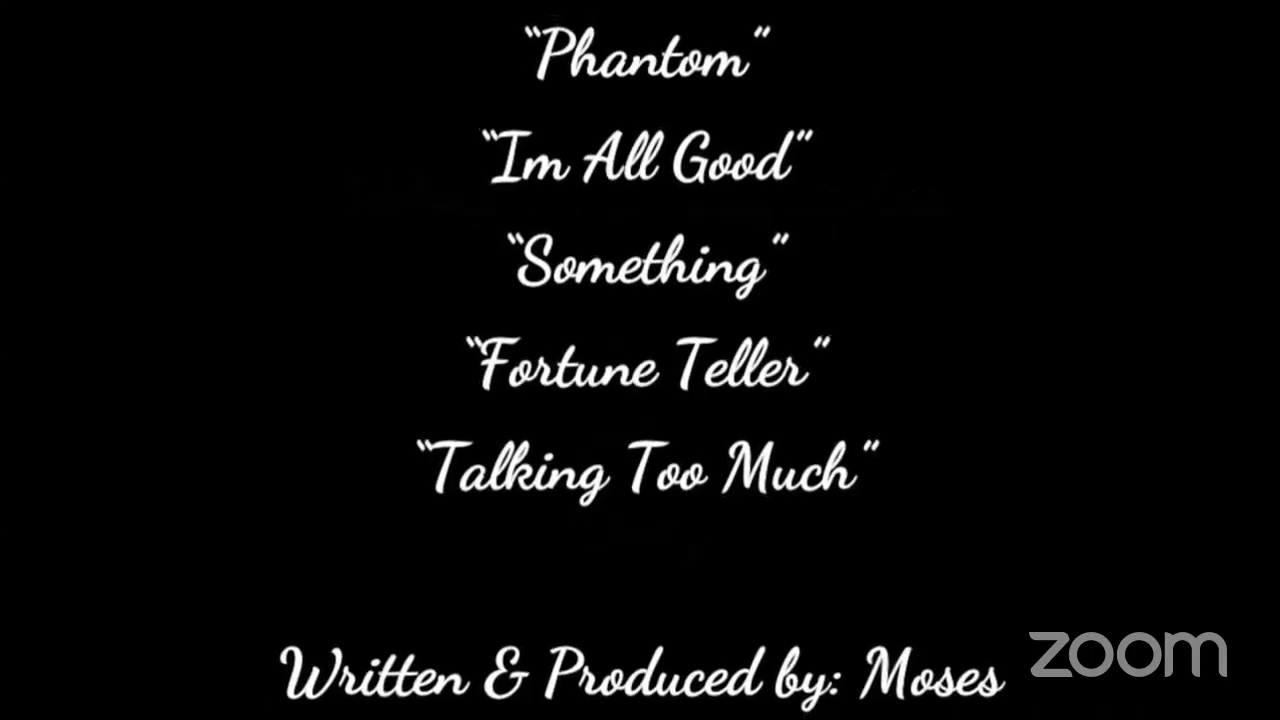 "Phantom"
"Im All Good"
"Something"
"Fortune Teller"
"Talking Too Much"
Written & Produced by: Moses
zoom